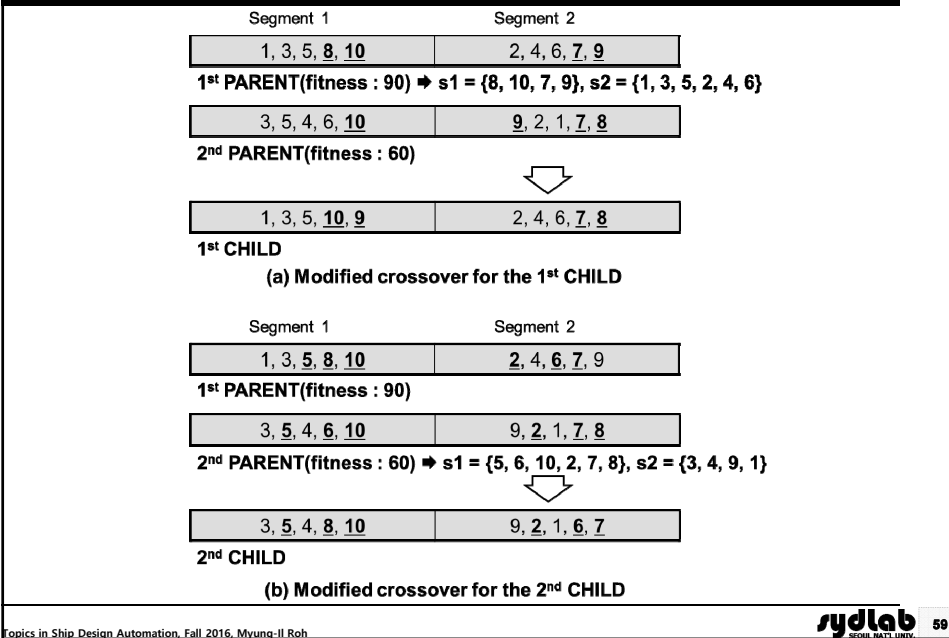 Segment 1 Segment 2
1, 3, 5, 8, 10 2, 4, 6, 7, 9
1st PARENT(fitness : 90) ➡ s1 = {8, 10, 7, 9}, s2 = {1, 3, 5, 2, 4, 6}
3, 5, 4, 6, 10 9, 2, 1, 7, 8
2nd PARENT(fitness : 60)
1, 3, 5, 10, 9 2, 4, 6, 7, 8
1st CHILD
(a) Modified crossover for the 1st CHILD
Segment 1 Segment 2
1, 3, 5, 8, 10 2, 4, 6, 7, 9
1st PARENT(fitness : 90)
3, 5, 4, 6, 10 9, 2, 1, 7, 8
2nd PARENT(fitness : 60) ➡ s1 = {5, 6, 10, 2, 7, 8}, s2 = {3, 4, 9, 1}
3, 5, 4, 8, 10 9, 2, 1, 6, 7
2nd CHILD
(b) Modified crossover for the 2nd CHILD
Topics in Ship Design Automation, Fall 2016, Myung-Il Roh
sydlab 59
SEOUL NAT'L UNIV.